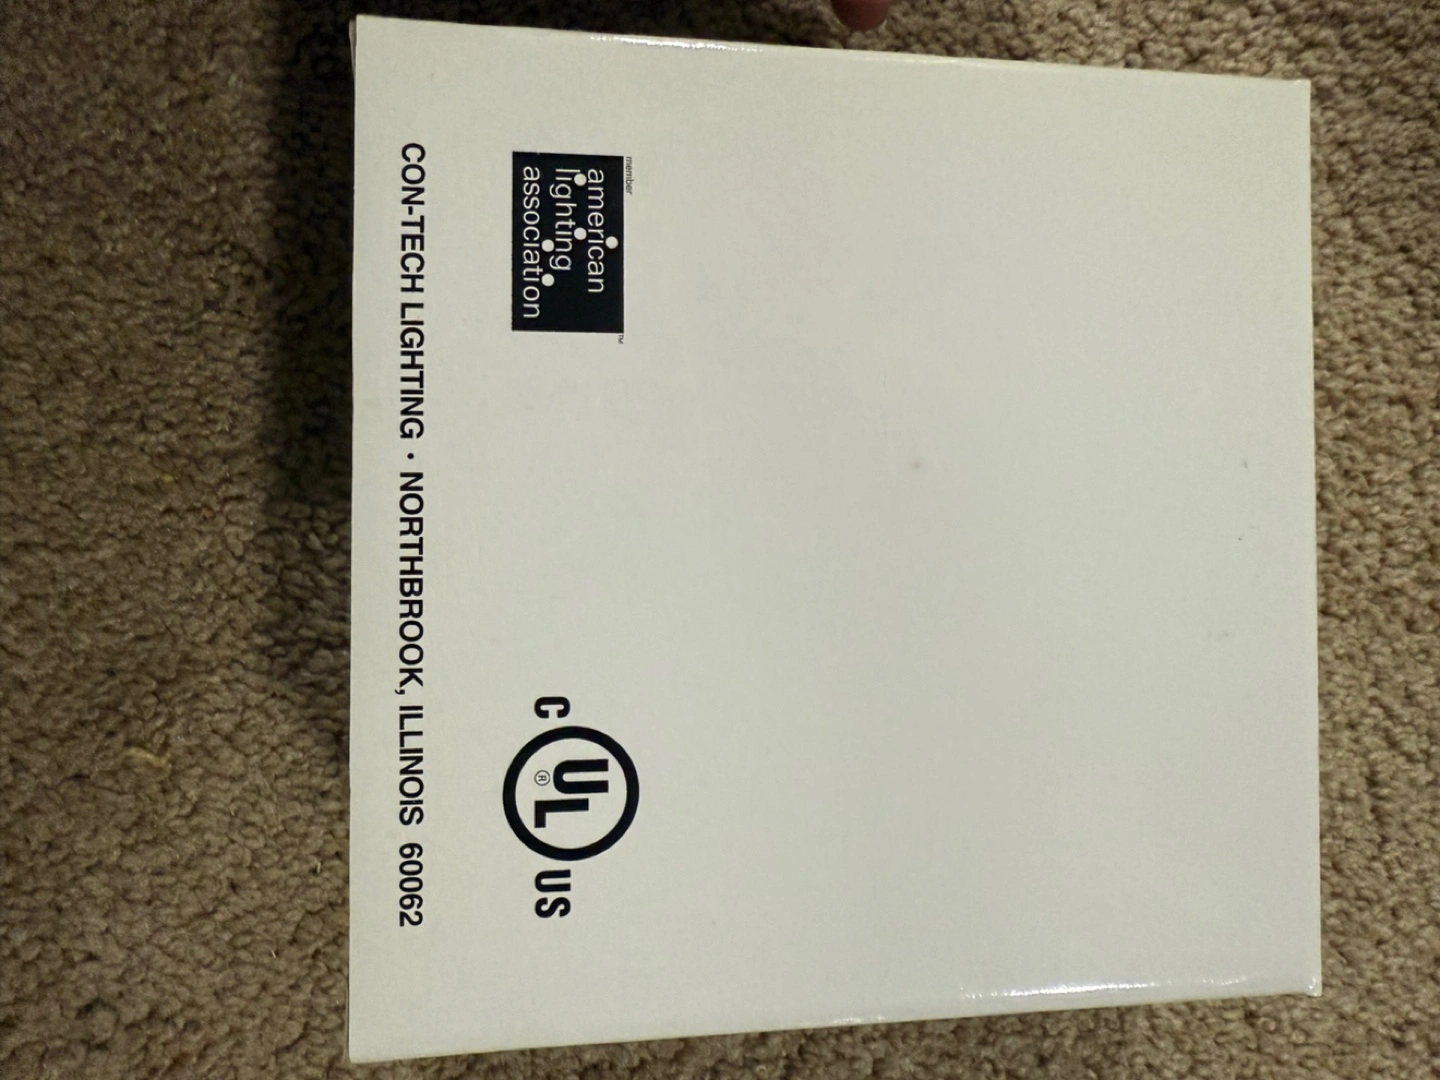 member
american
lighting
association
™
C
UL
®
US
CON-TECH LIGHTING • NORTHBROOK, ILLINOIS 60062